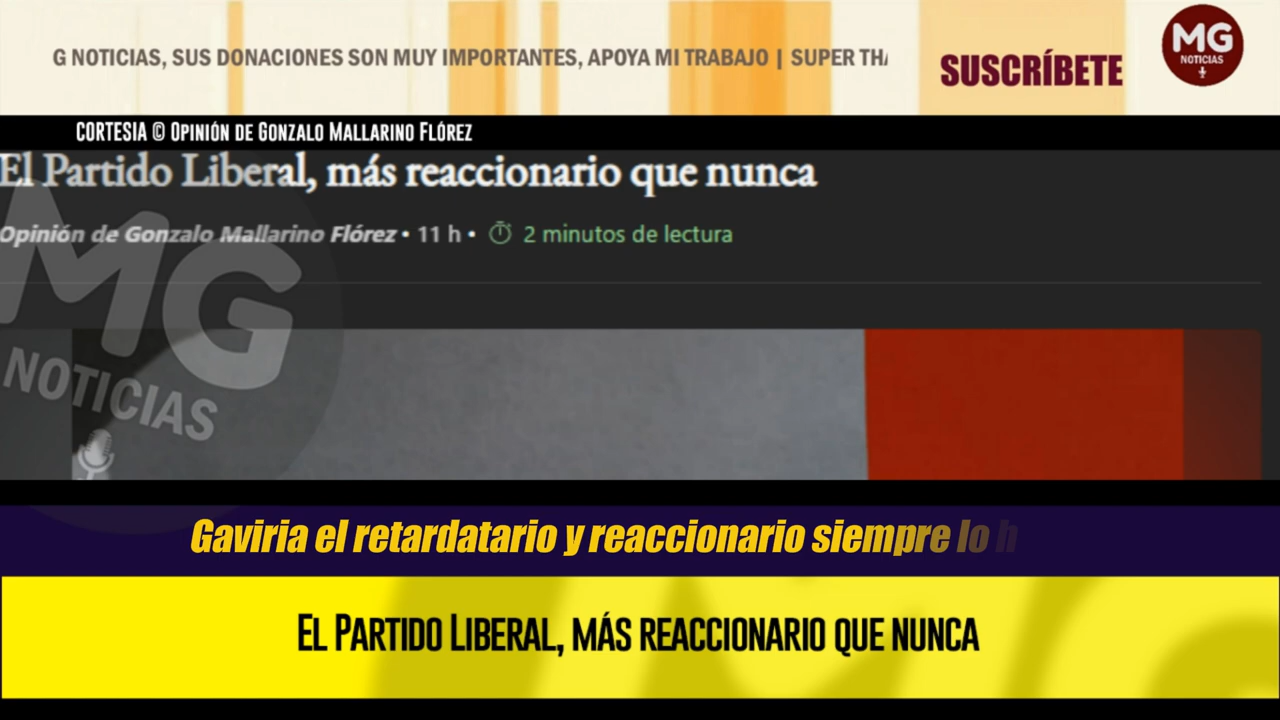 G NOTICIAS, SUS DONACIONES SON MUY IMPORTANTES, APOYA MI TRABAJO | SUPER
SUSCRÍBETE
MG
NOTICIAS
CORTESIA © OPINIÓN DE GONZALO MALLARINO FLÓREZ
El Partido Liberal, más reaccionario que nunca
Opinión de Gonzalo Mallarino Flórez • 11 h • 2 minutos de lectura
MG
NOTICIAS
Gaviria el retardatario y reaccionario siempre lo
EL PARTIDO LIBERAL, MÁS REACCIONARIO QUE NUNCA